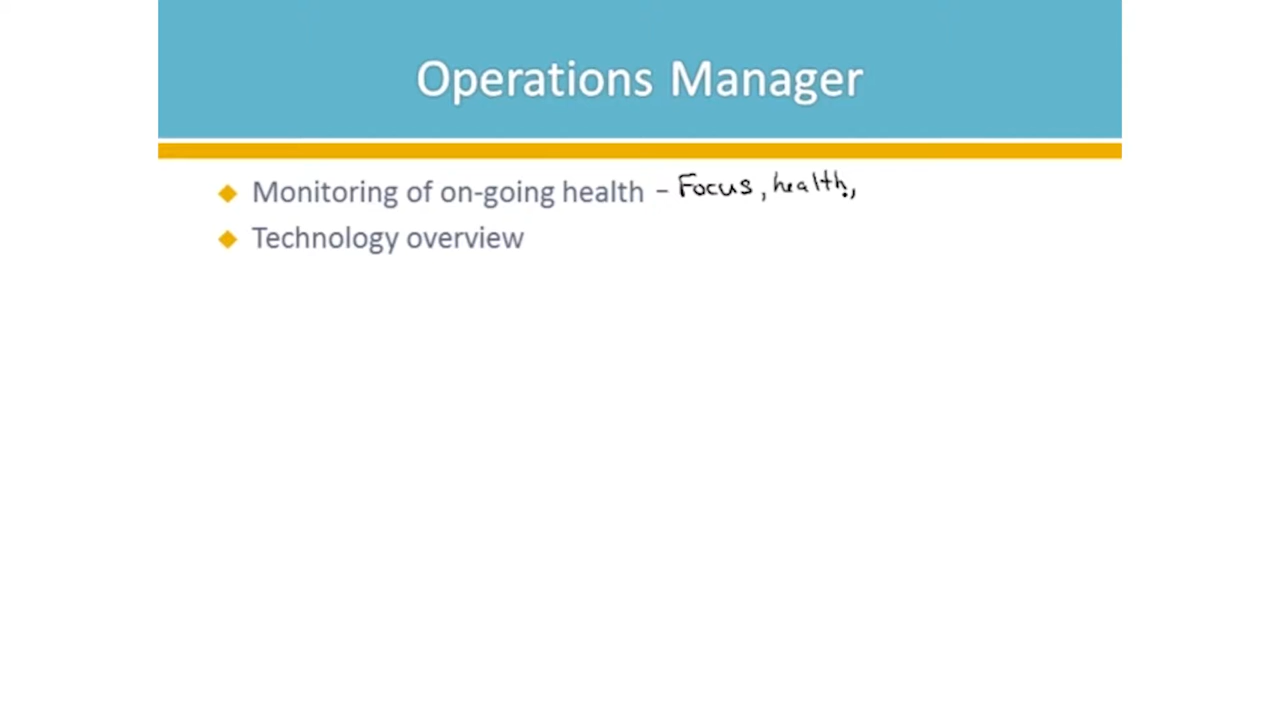 Operations Manager
Monitoring of on-going health – Focus, health,
Technology overview